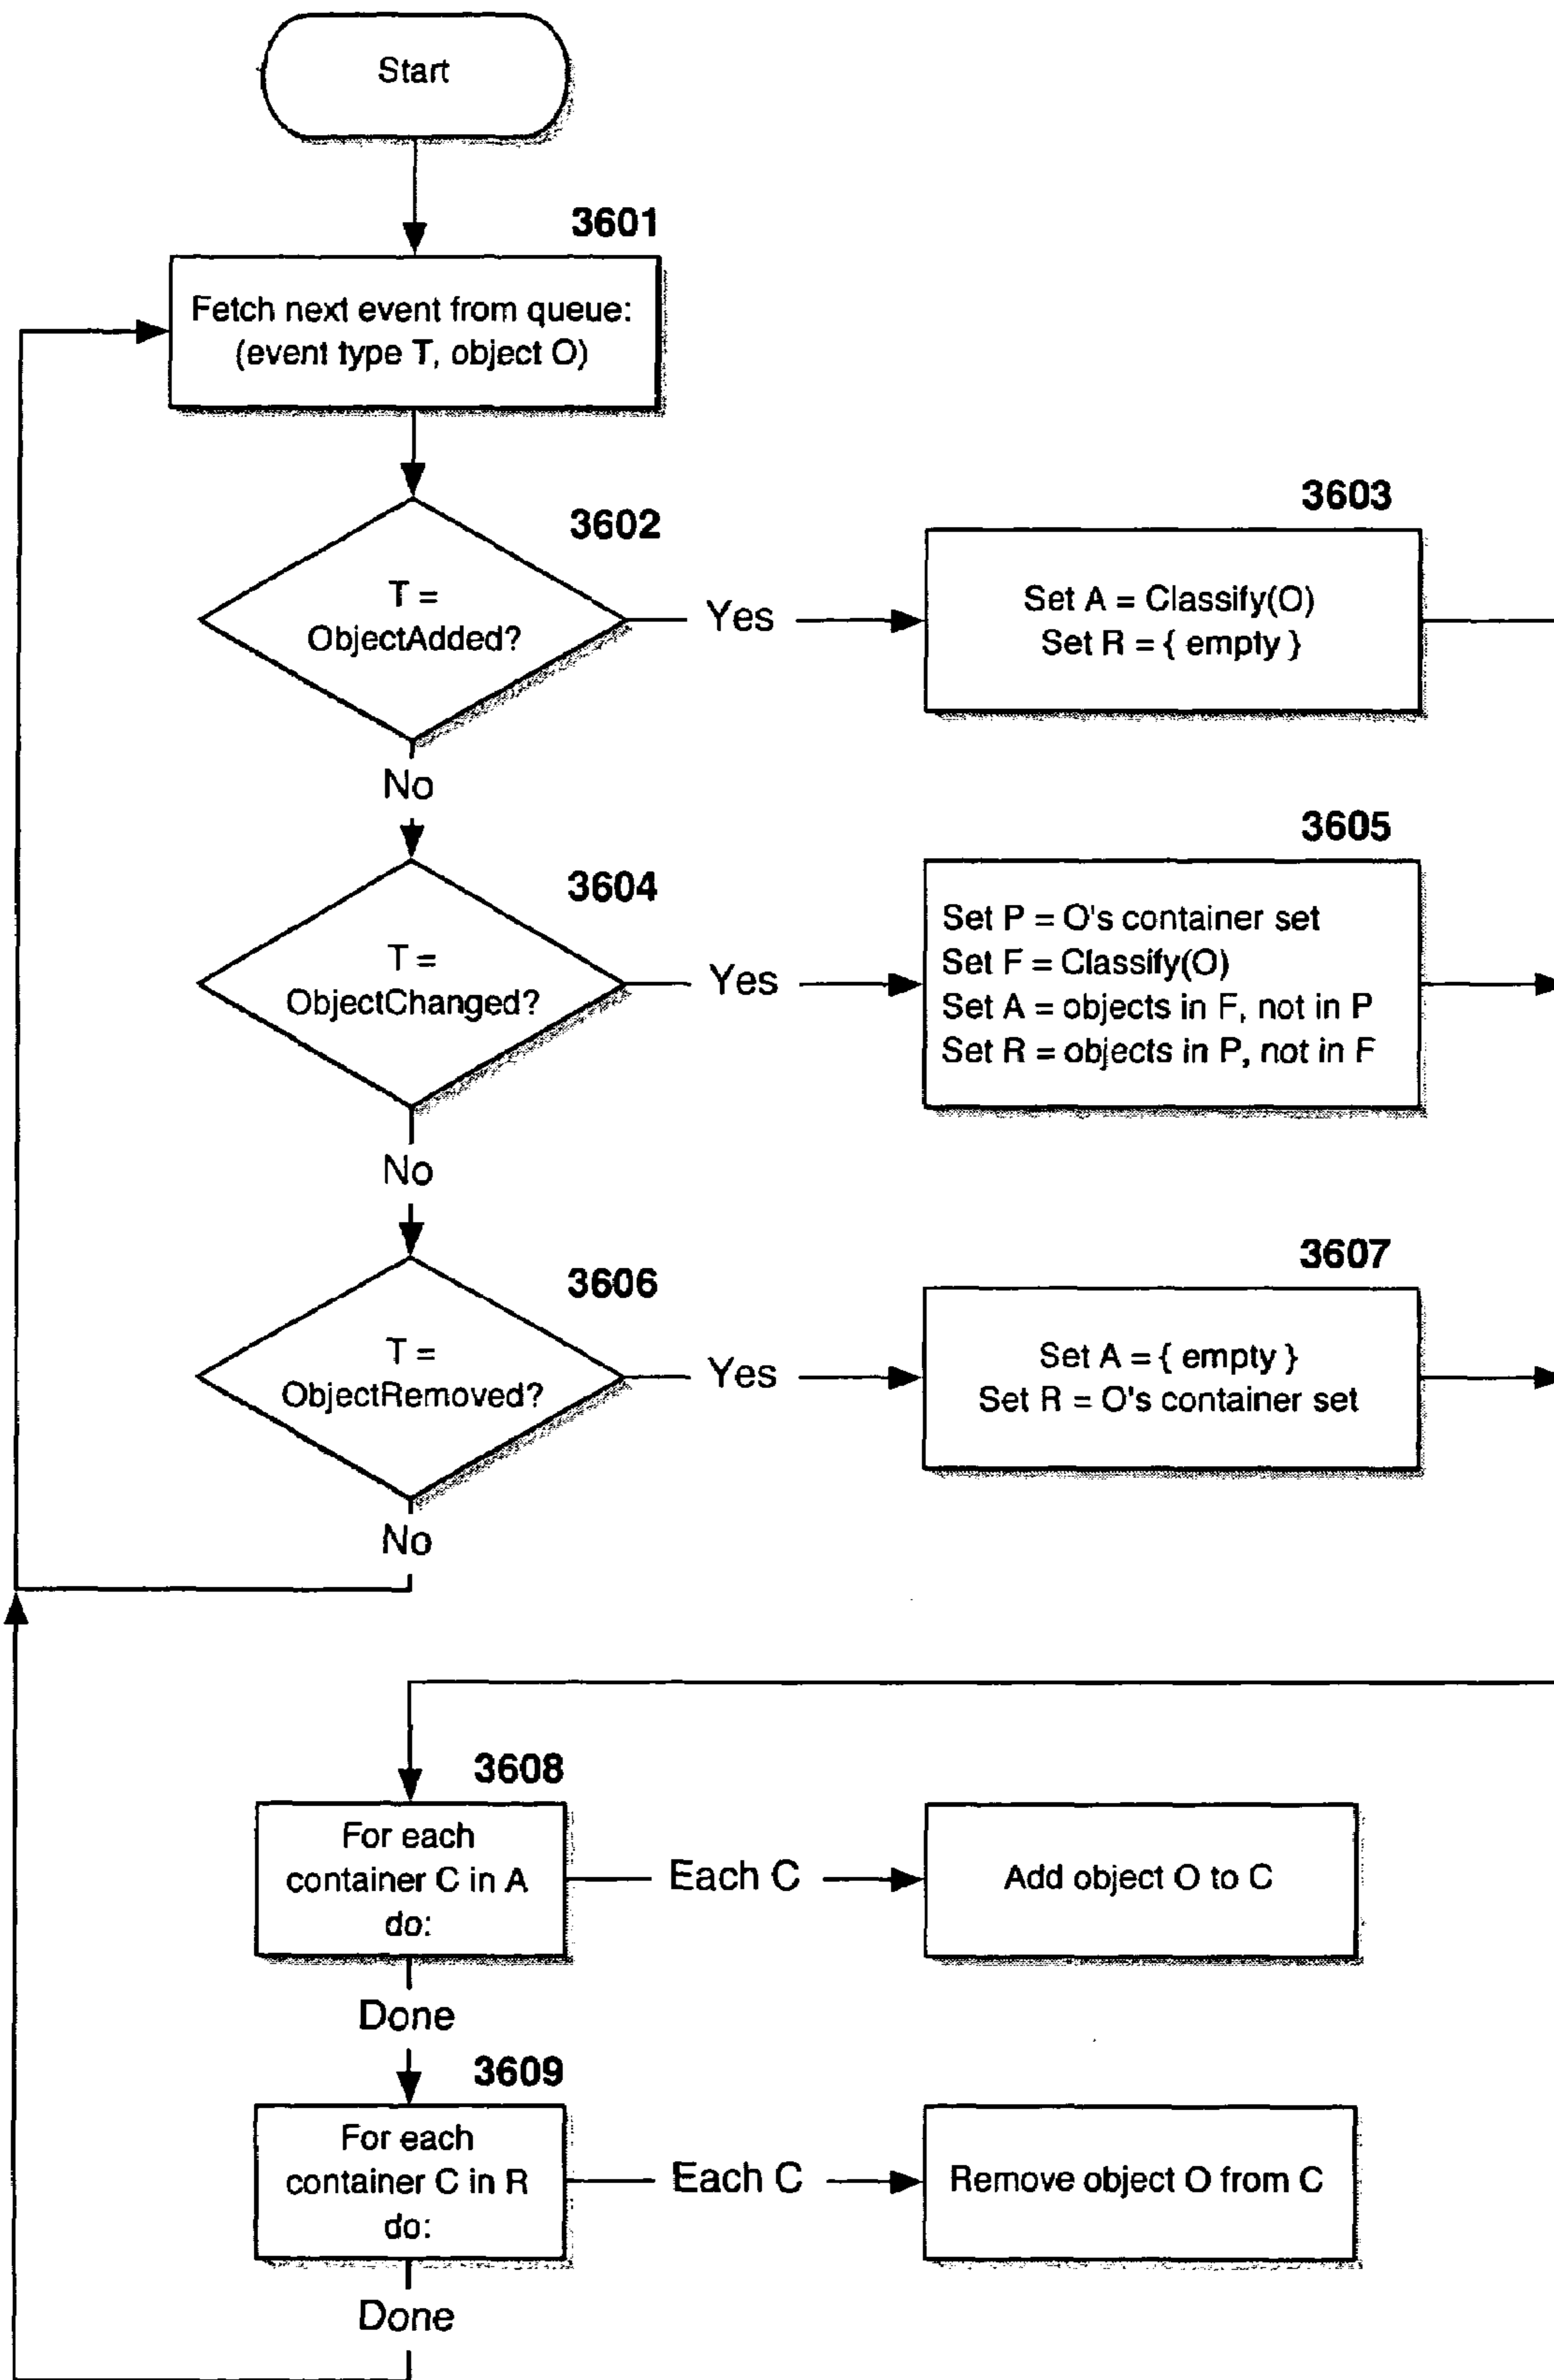 Start
3601
Fetch next event from queue:
(event type T, object O)
3602
T =
ObjectAdded?
Yes
3603
Set A = Classify(O)
Set R = { empty }
No
3604
T =
ObjectChanged?
Yes
3605
Set P = O's container set
Set F = Classify(O)
Set A = objects in F, not in P
Set R = objects in P, not in F
No
3606
T =
ObjectRemoved?
Yes
3607
Set A = { empty }
Set R = O's container set
No
3608
For each
container C in A
do:
Each C
Add object O to C
Done
3609
For each
container C in R
do:
Each C
Remove object O from C
Done